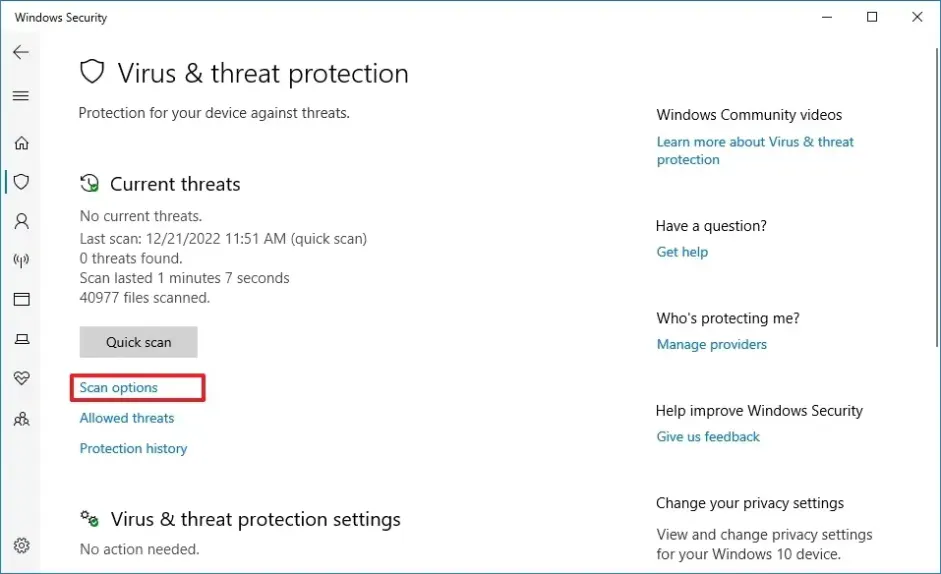 Windows Security
Virus & threat protection
Protection for your device against threats.
Current threats
No current threats.
Last scan: 12/21/2022 11:51 AM (quick scan)
0 threats found.
Scan lasted 1 minutes 7 seconds
40977 files scanned.
Quick scan
Scan options
Allowed threats
Protection history
Virus & threat protection settings
No action needed.
Windows Community videos
Learn more about Virus & threat
protection
Have a question?
Get help
Who's protecting me?
Manage providers
Help improve Windows Security
Give us feedback
Change your privacy settings
View and change privacy settings
for your Windows 10 device.